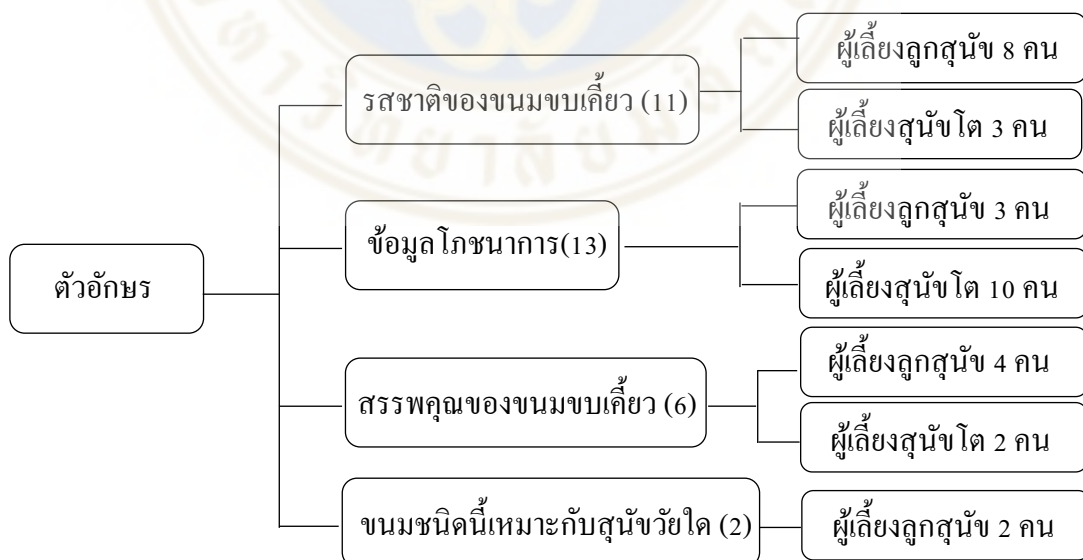 รสชาติของขนมขบเคี้ยว (11)
ผู้เลี้ยงลูกสุนัข 8 คน
ผู้เลี้ยงสุนัขโต 3 คน
ตัวอักษร
ข้อมูลโภชนาการ(13)
ผู้เลี้ยงลูกสุนัข 3 คน
ผู้เลี้ยงสุนัขโต 10 คน
สรรพคุณของขนมขบเคี้ยว (6)
ผู้เลี้ยงลูกสุนัข 4 คน
ผู้เลี้ยงสุนัขโต 2 คน
ขนมชนิดนี้เหมาะกับสุนัขวัยใด (2)
ผู้เลี้ยงลูกสุนัข 2 คน